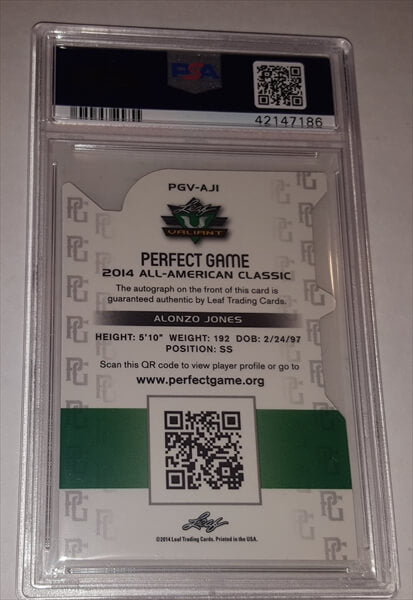 PSA
42147186
PGV-AJ1
Leaf
VALIANT
PERFECT GAME
2014 ALL-AMERICAN CLASSIC
The autograph on the front of this card is
guaranteed authentic by Leaf Trading Cards.
ALONZO JONES
HEIGHT: 5'10" WEIGHT: 192 DOB: 2/24/97
POSITION: SS
Scan this QR code to view player profile or go to
www.perfectgame.org
Leaf
©2014 Leaf Trading Cards. Printed in the USA.